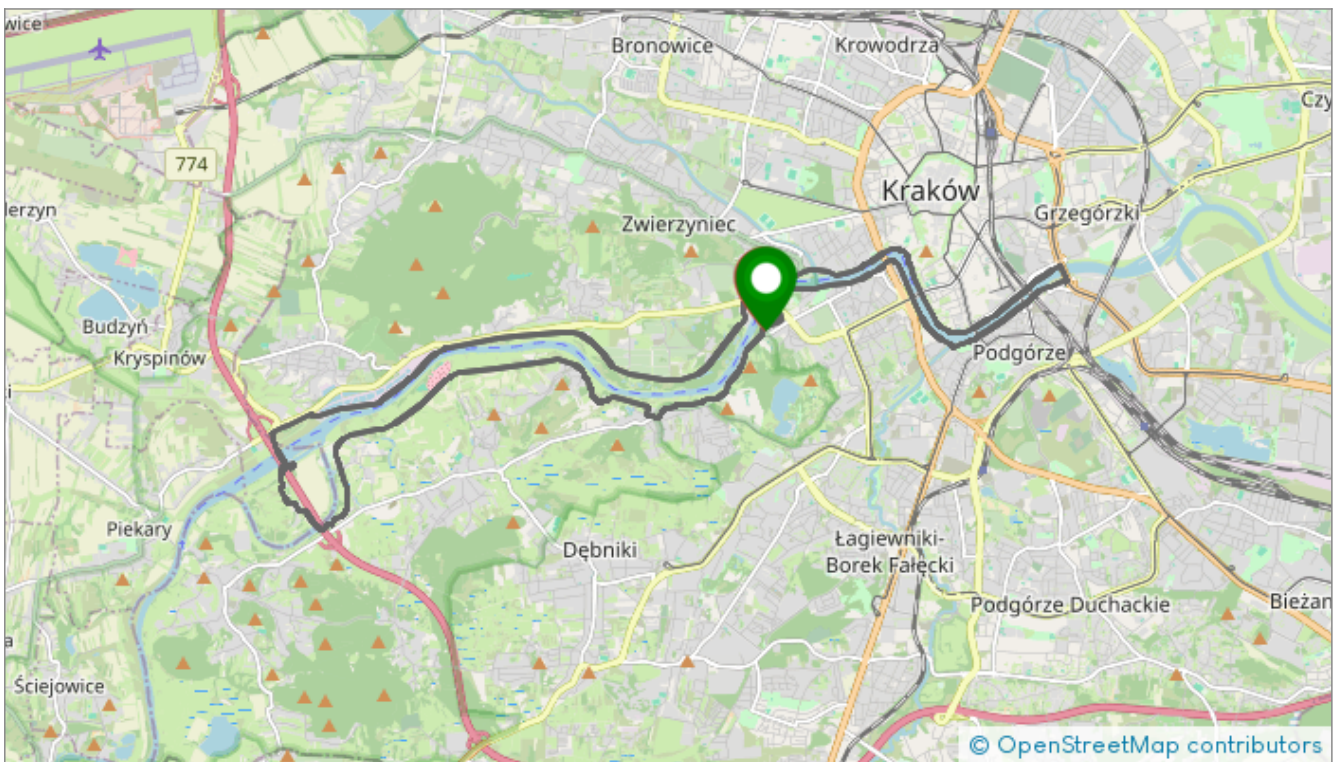 wice
Bronowice
Krowodrza
Czy
774
Kraków
lerzyn
Zwierzyniec
Grzegórzki
Budzyń
Kryspinów
Podgórze
ki
Piekary
Dębniki
Łagiewniki-
Borek Fałęcki
Podgórze Duchackie
Bieżan
a
Ściejowice
© OpenStreetMap contributors